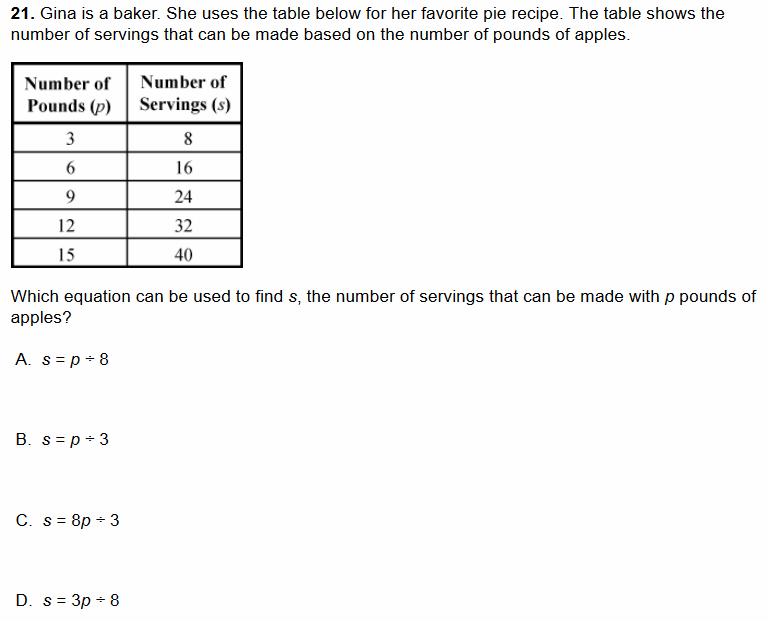 21. Gina is a baker. She uses the table below for her favorite pie recipe. The table shows the
number of servings that can be made based on the number of pounds of apples.
Number of Pounds (p) Number of Servings (s)
3 8
6 16
9 24
12 32
15 40
Which equation can be used to find s, the number of servings that can be made with p pounds of
apples?
A. s = p ÷ 8
B. s = p ÷ 3
C. s = 8p ÷ 3
D. s = 3p ÷ 8